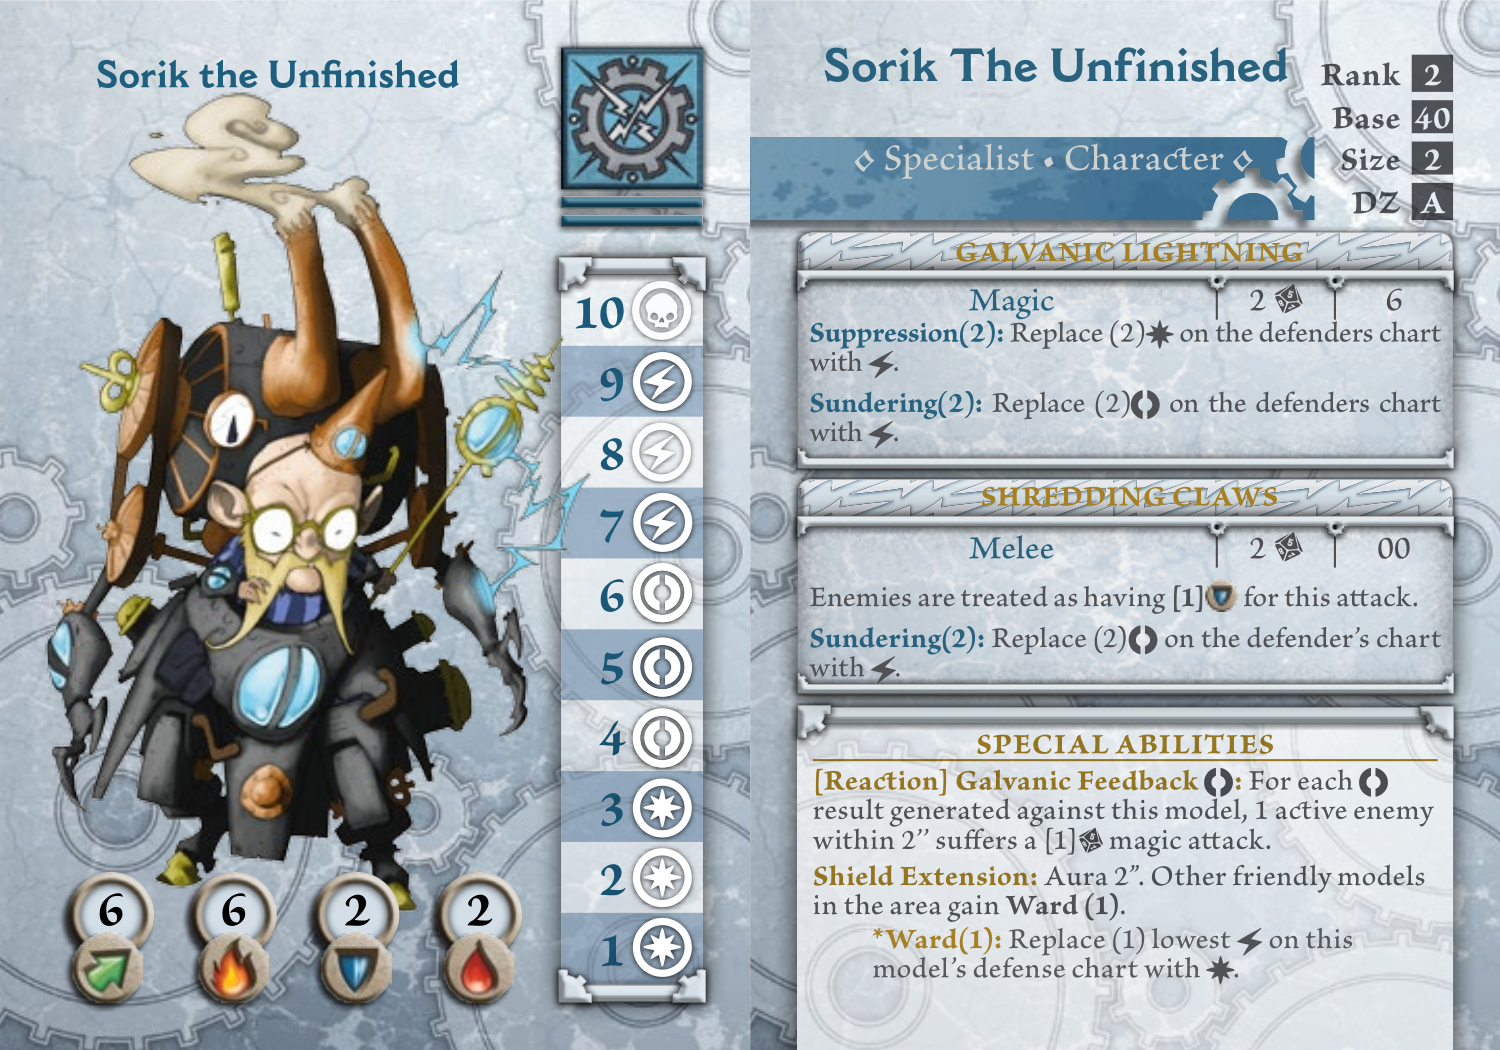 Sorik the Unfinished
10
9
8
7
6
5
4
3
2
1
6 6 2 2
Sorik The Unfinished
Rank 2
Base 40
Size 2
DZ A
Specialist • Character
GALVANIC LIGHTNING
Magic 2 6
Suppression(2): Replace (2) on the defenders chart
with .
Sundering(2): Replace (2) on the defenders chart
with .
SHREDDING CLAWS
Melee 2 00
Enemies are treated as having [1] for this attack.
Sundering(2): Replace (2) on the defender's chart
with .
SPECIAL ABILITIES
[Reaction] Galvanic Feedback : For each
result generated against this model, 1 active enemy
within 2’’ suffers a [1] magic attack.
Shield Extension: Aura 2”. Other friendly models
in the area gain Ward (1).
*Ward(1): Replace (1) lowest on this
model's defense chart with .